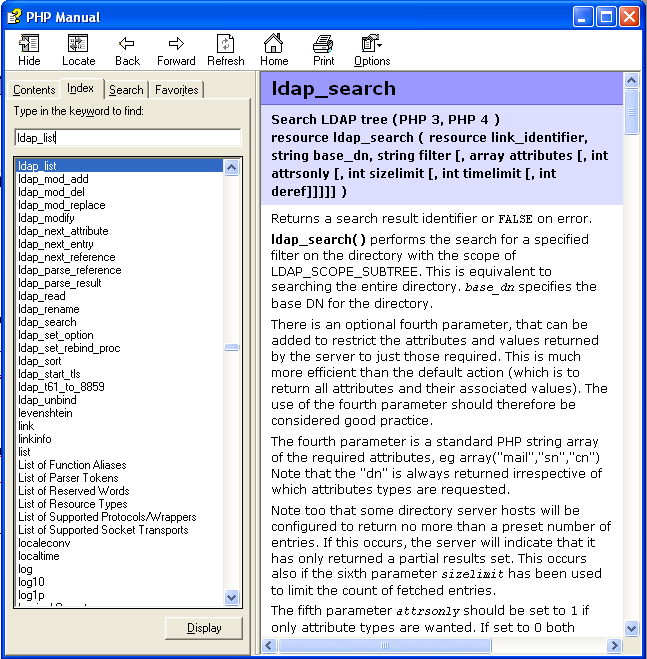 PHP Manual
Hide Locate Back Forward Refresh Home Print Options
Contents Index Search Favorites
Type in the keyword to find:
ldap_list
ldap_list
ldap_mod_add
ldap_mod_del
ldap_mod_replace
ldap_modify
ldap_next_attribute
ldap_next_entry
ldap_next_reference
ldap_parse_reference
ldap_parse_result
ldap_read
ldap_rename
ldap_search
ldap_set_option
ldap_set_rebind_proc
ldap_sort
ldap_start_tls
ldap_t61_to_8859
ldap_unbind
levenshtein
link
linkinfo
list
List of Function Aliases
List of Parser Tokens
List of Reserved Words
List of Resource Types
List of Supported Protocols/Wrappers
List of Supported Socket Transports
localeconv
localtime
log
log10
log1p
Display
ldap_search
Search LDAP tree (PHP 3, PHP 4 )
resource ldap_search ( resource link_identifier,
string base_dn, string filter [, array attributes [, int
attrsonly [, int sizelimit [, int timelimit [, int
deref]]]]] )
Returns a search result identifier or FALSE on error.
ldap_search() performs the search for a specified
filter on the directory with the scope of
LDAP_SCOPE_SUBTREE. This is equivalent to
searching the entire directory. base_dn specifies the
base DN for the directory.
There is an optional fourth parameter, that can be
added to restrict the attributes and values returned
by the server to just those required. This is much
more efficient than the default action (which is to
return all attributes and their associated values). The
use of the fourth parameter should therefore be
considered good practice.
The fourth parameter is a standard PHP string array
of the required attributes, eg array("mail","sn","cn")
Note that the "dn" is always returned irrespective of
which attributes types are requested.
Note too that some directory server hosts will be
configured to return no more than a preset number of
entries. If this occurs, the server will indicate that it
has only returned a partial results set. This occurs
also if the sixth parameter sizelimit has been used
to limit the count of fetched entries.
The fifth parameter attrsonly should be set to 1 if
only attribute types are wanted. If set to 0 both